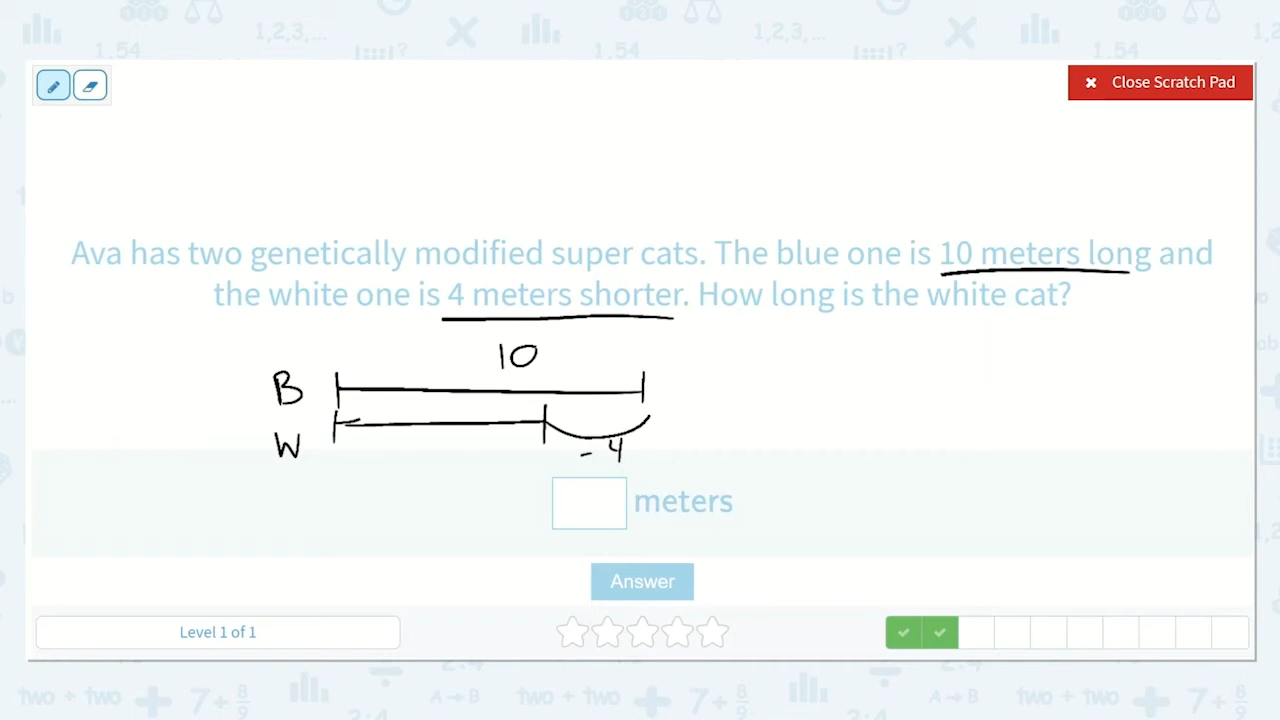 Close Scratch Pad
Ava has two genetically modified super cats. The blue one is 10 meters long and
the white one is 4 meters shorter. How long is the white cat?
10
B
W
- 4
meters
Answer
Level 1 of 1